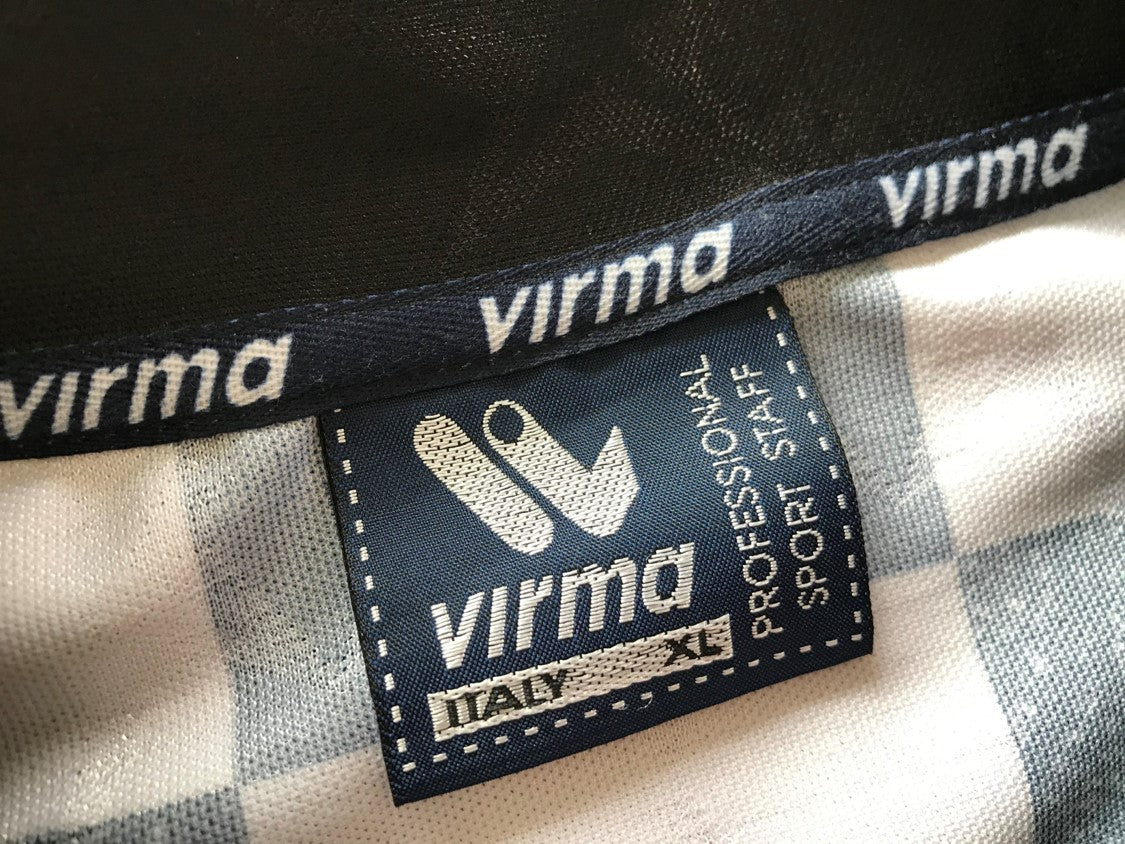 virma
virma
virma
virma
ITALY XL
PROFESSIONAL
SPORT STAFF